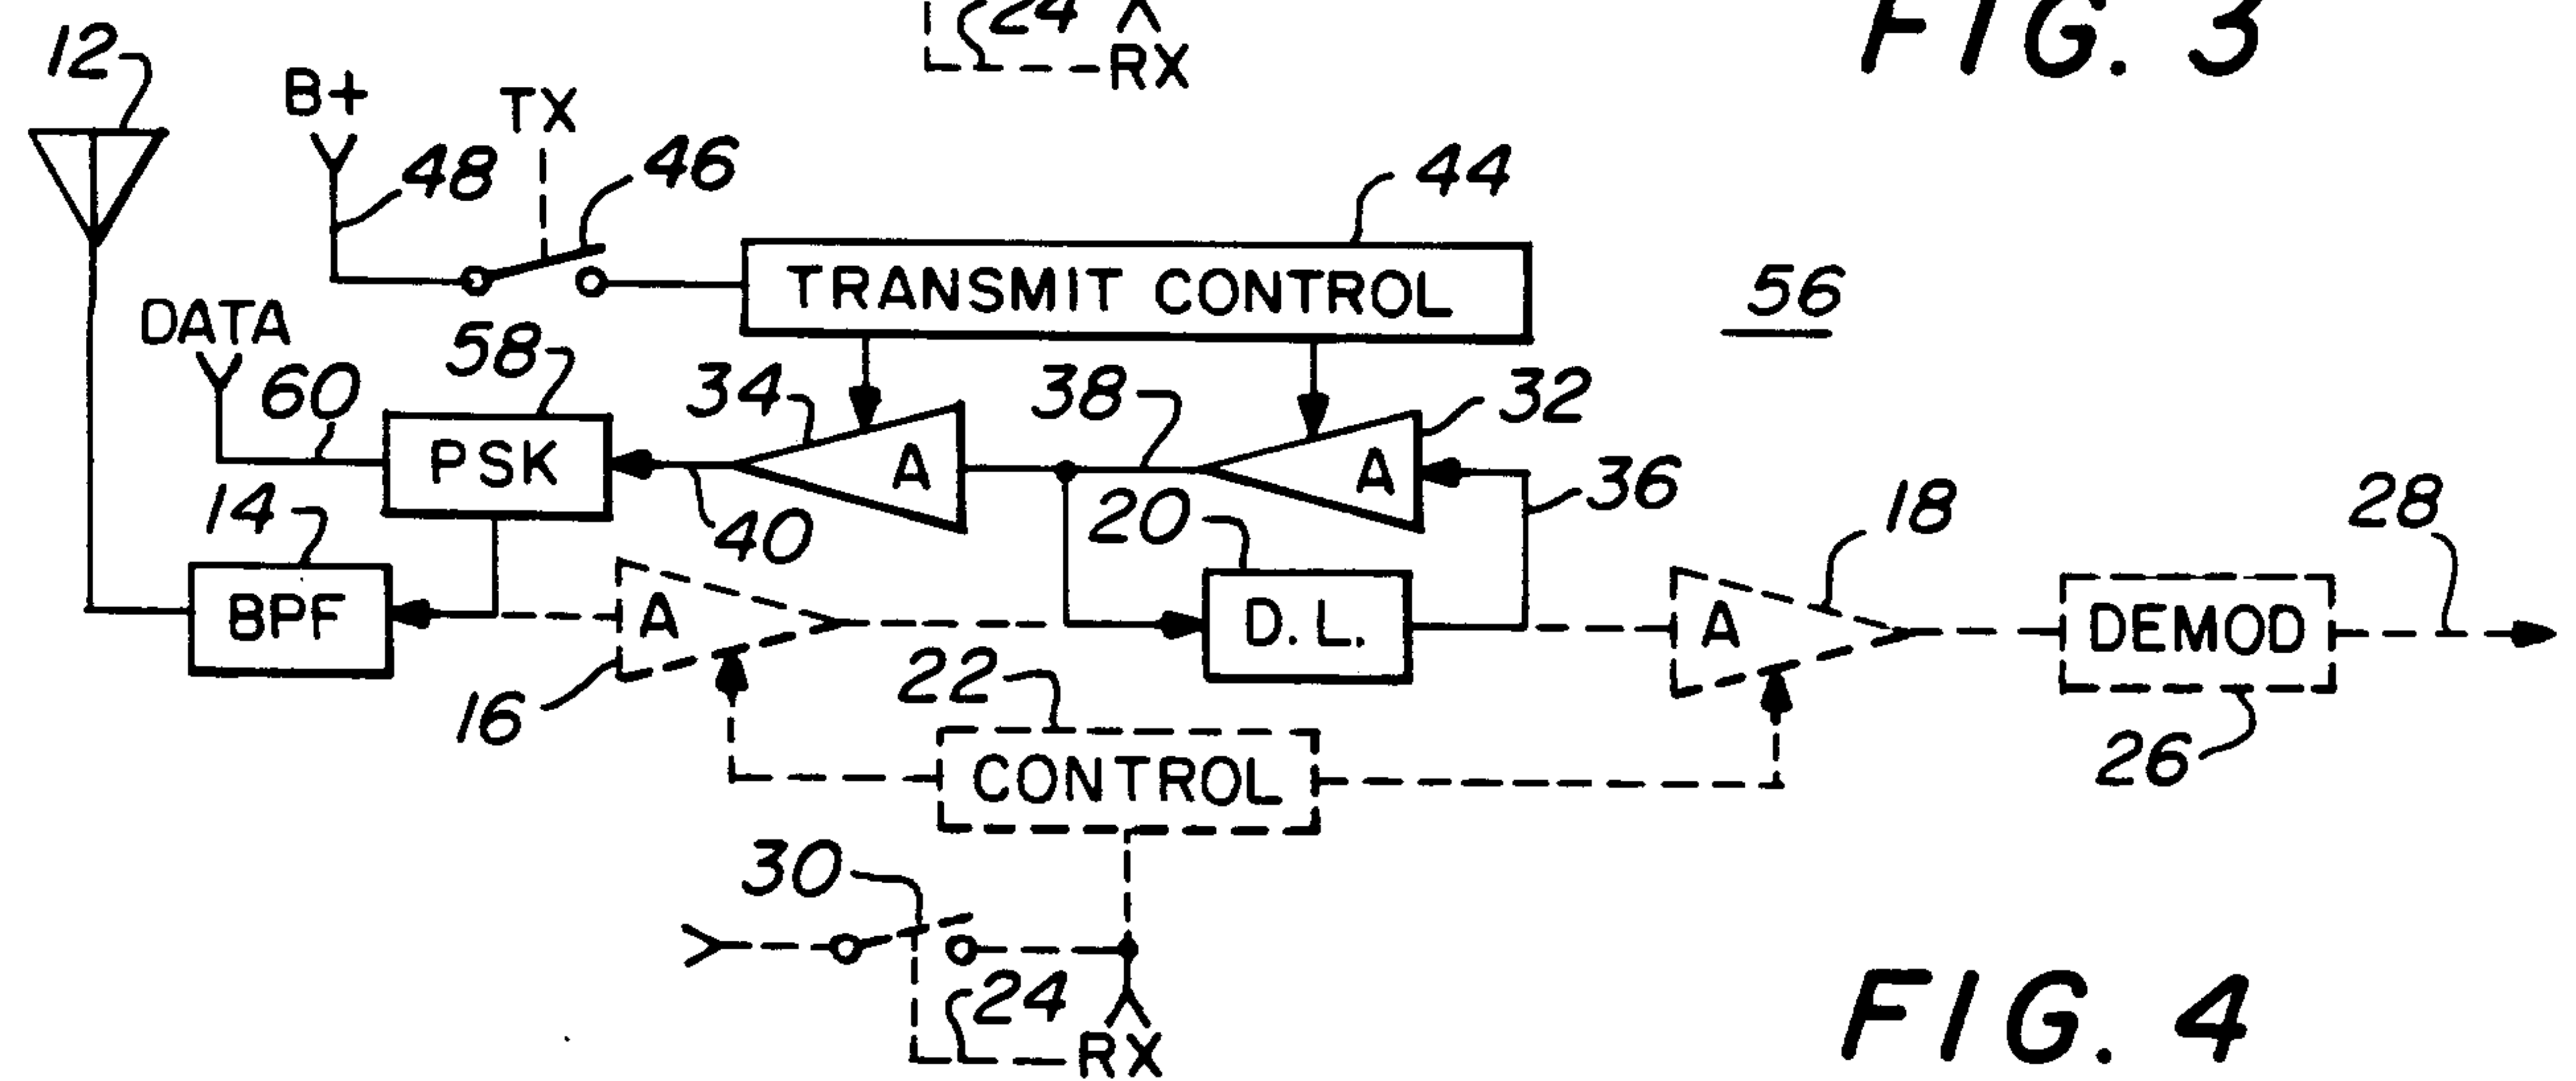 24
RX
FIG. 3
12
B+
TX
48
46
44
TRANSMIT CONTROL
56
DATA
60
58
34
38
32
PSK
A
A
40
20
36
14
BPF
A
16
D.L.
18
A
28
DEMOD
26
22
CONTROL
30
24
RX
FIG. 4